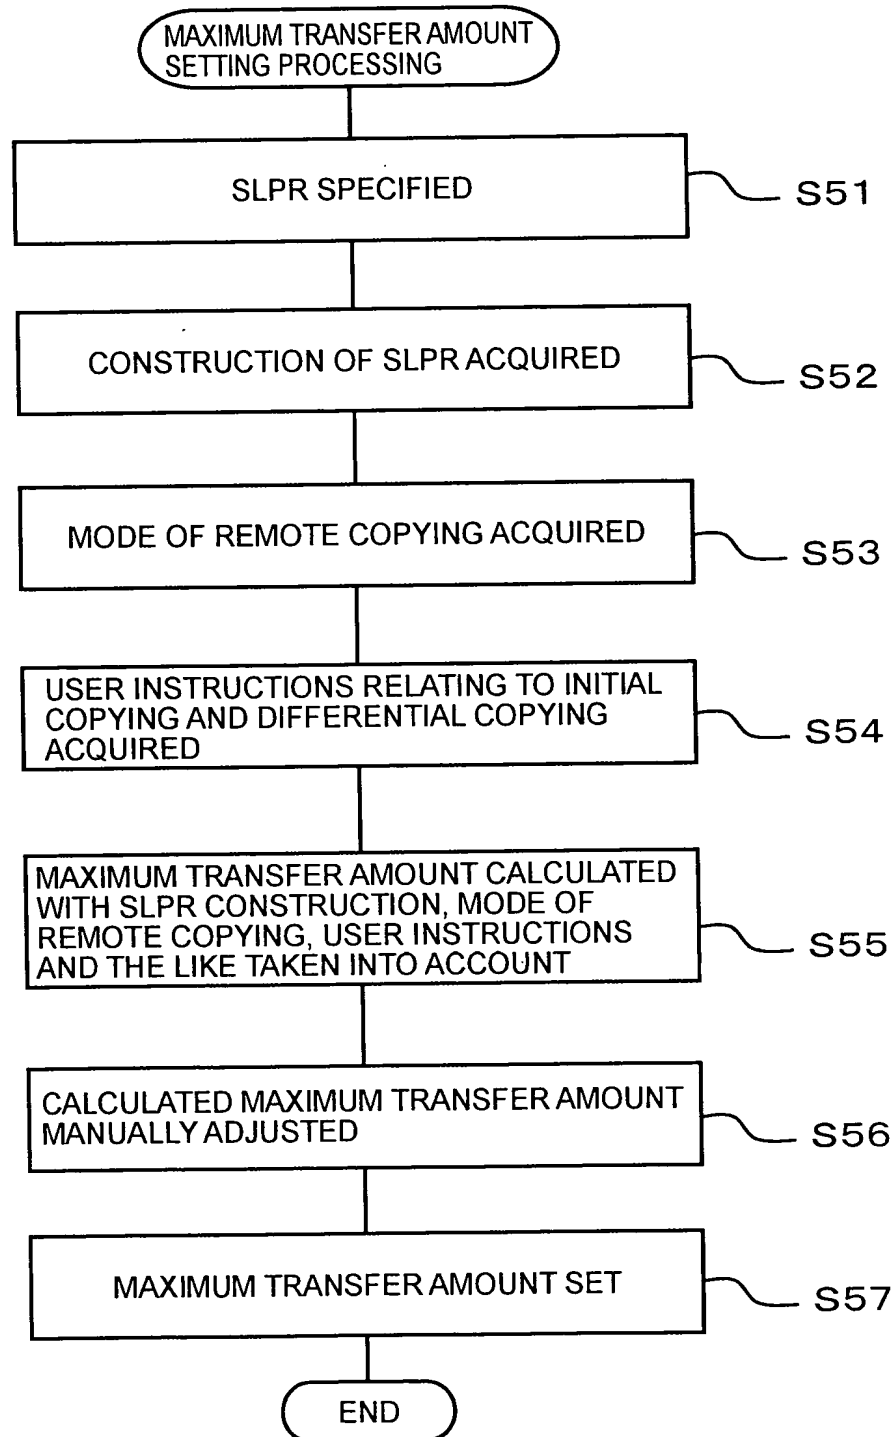 MAXIMUM TRANSFER AMOUNT
SETTING PROCESSING
SLPR SPECIFIED
S51
CONSTRUCTION OF SLPR ACQUIRED
S52
MODE OF REMOTE COPYING ACQUIRED
S53
USER INSTRUCTIONS RELATING TO INITIAL
COPYING AND DIFFERENTIAL COPYING
ACQUIRED
S54
MAXIMUM TRANSFER AMOUNT CALCULATED
WITH SLPR CONSTRUCTION, MODE OF
REMOTE COPYING, USER INSTRUCTIONS
AND THE LIKE TAKEN INTO ACCOUNT
S55
CALCULATED MAXIMUM TRANSFER AMOUNT
MANUALLY ADJUSTED
S56
MAXIMUM TRANSFER AMOUNT SET
S57
END